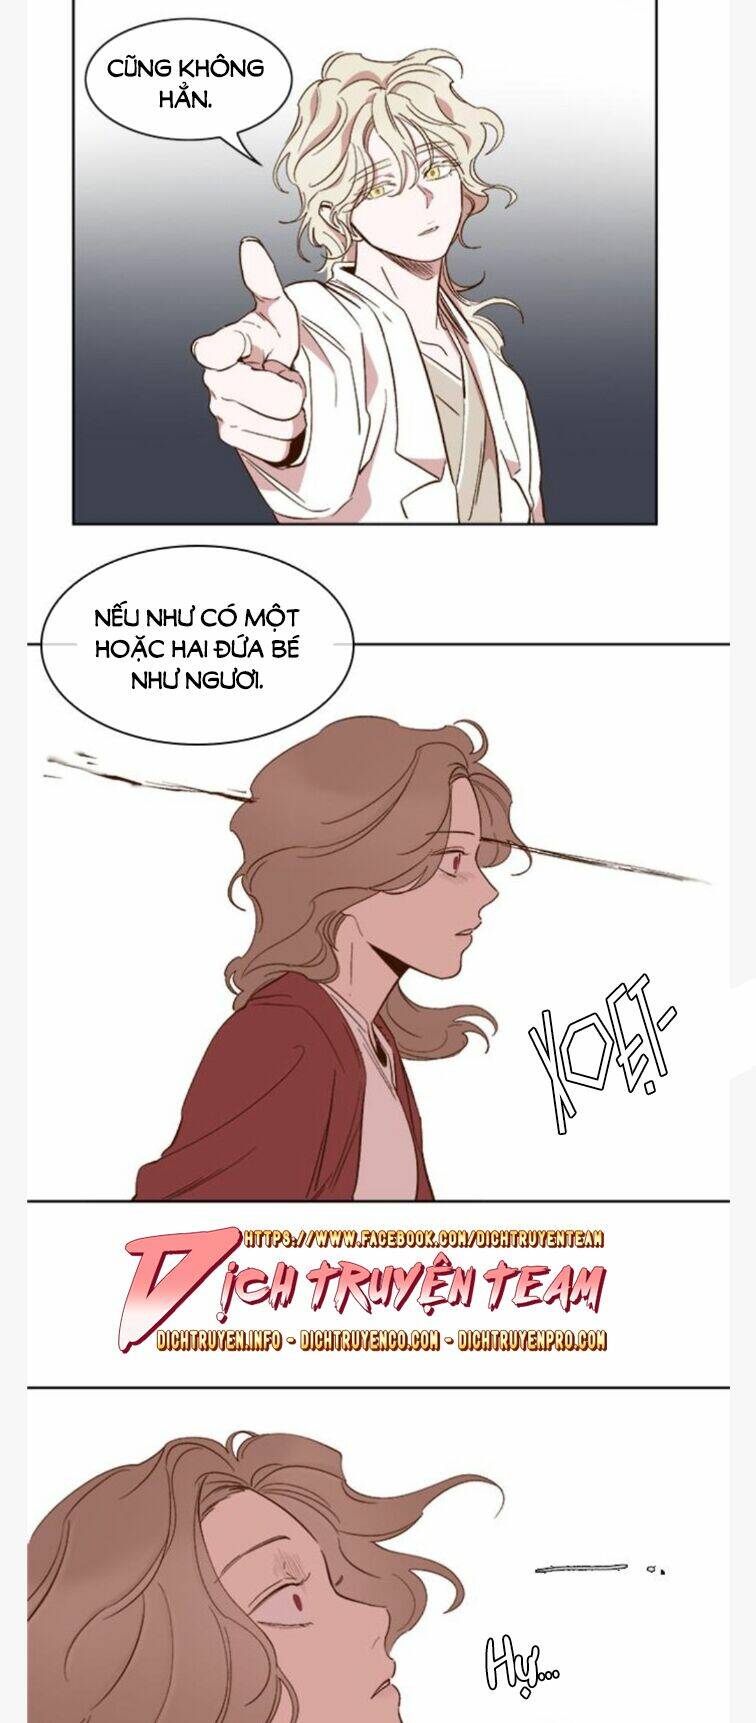 CŨNG KHÔNG
HẲN.
NẾU NHƯ CÓ MỘT
HOẶC HAI ĐỨA BÉ
NHƯ NGƯƠI.
XOẸT-
HTTPS://WWW.FACEBOOK.COM/DICHTRUYENTEAM
DỊCH TRUYỆN TEAM
DICHTRUYEN.INFO - DICHTRUYENCO.COM - DICHTRUYENPRO.COM
HỰ...